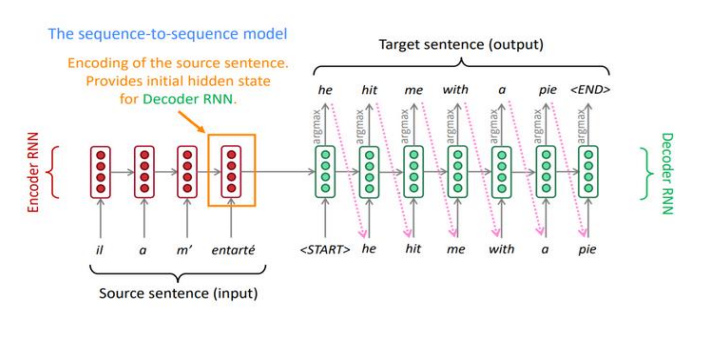 The sequence-to-sequence model
Target sentence (output)
Encoding of the source sentence.
Provides initial hidden state
for Decoder RNN.
he hit me with a pie <END>
argmax argmax argmax argmax argmax argmax argmax
Encoder RNN
Decoder RNN
il a m' entarté <START> he hit me with a pie
Source sentence (input)